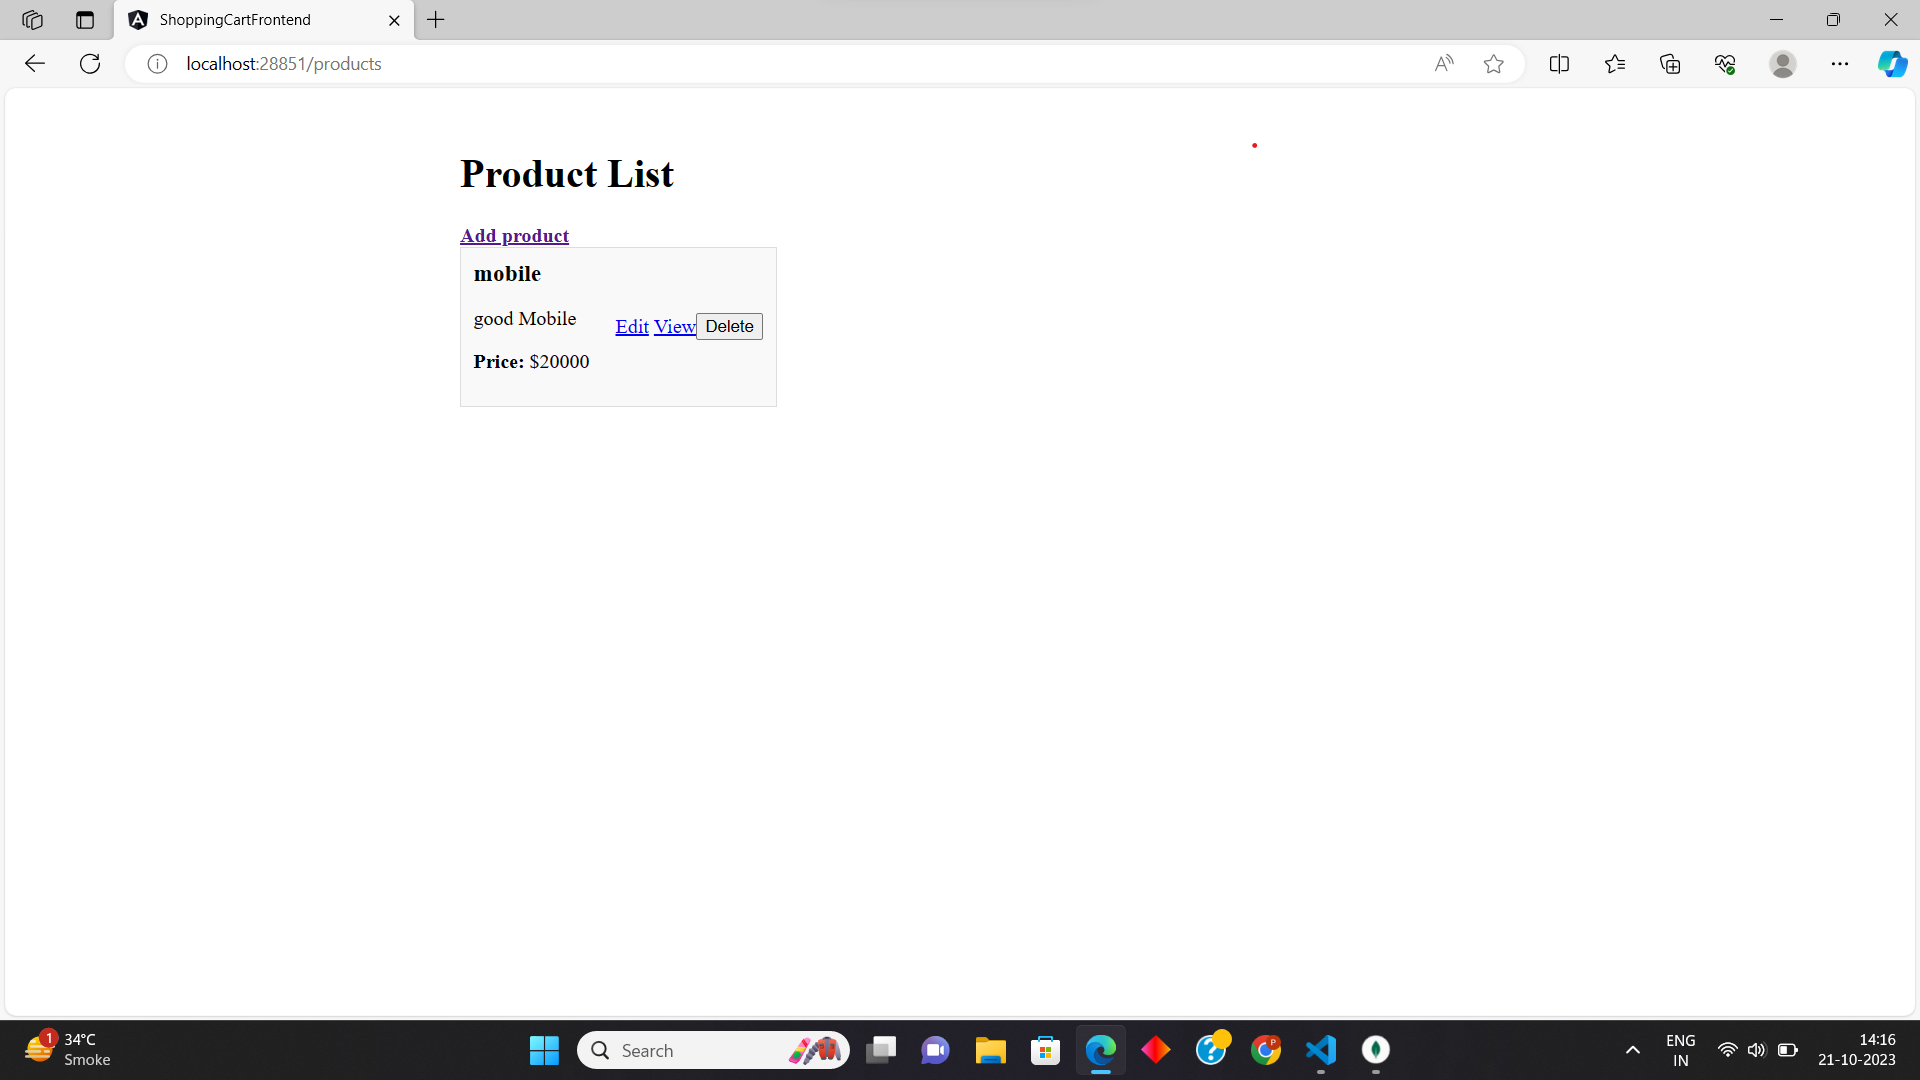 ShoppingCartFrontend
localhost:28851/products
Product List
Add product
mobile
good Mobile
Edit View Delete
Price: $20000
1
34°C
Smoke
Search
P
ENG
IN
14:16
21-10-2023